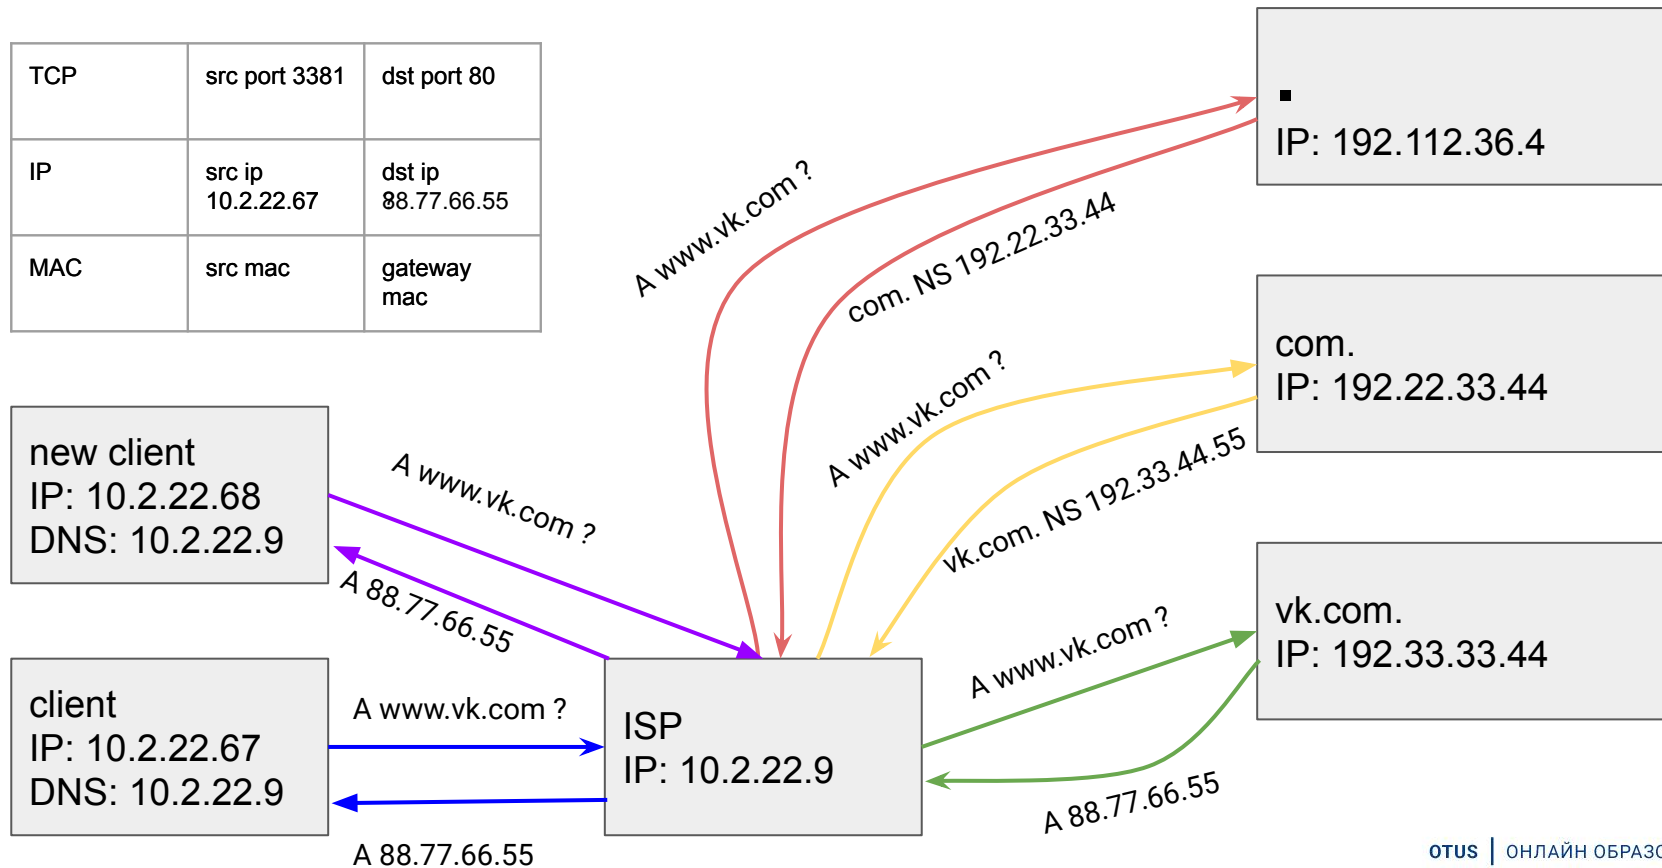 TCP
src port 3381
dst port 80
IP
src ip
10.2.22.67
dst ip
88.77.66.55
MAC
src mac
gateway
mac
.
IP: 192.112.36.4
A www.vk.com ?
com. NS 192.22.33.44
com.
IP: 192.22.33.44
A www.vk.com ?
vk.com. NS 192.33.44.55
new client
IP: 10.2.22.68
DNS: 10.2.22.9
A www.vk.com ?
A 88.77.66.55
vk.com.
IP: 192.33.33.44
A www.vk.com ?
A 88.77.66.55
client
IP: 10.2.22.67
DNS: 10.2.22.9
A www.vk.com ?
A 88.77.66.55
ISP
IP: 10.2.22.9
OTUS | ОНЛАЙН ОБРАЗО